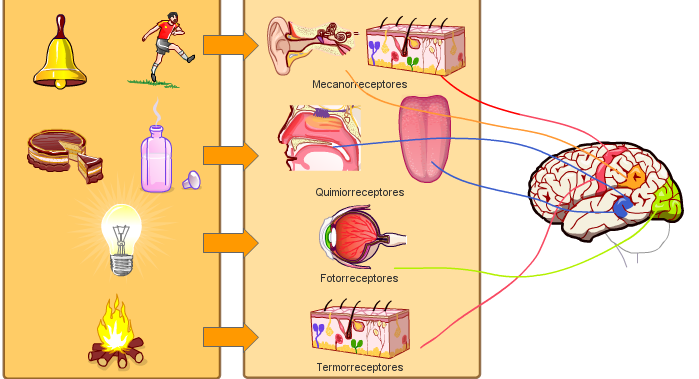 =
Mecanorreceptores
Quimiorreceptores
Fotorreceptores
Termorreceptores